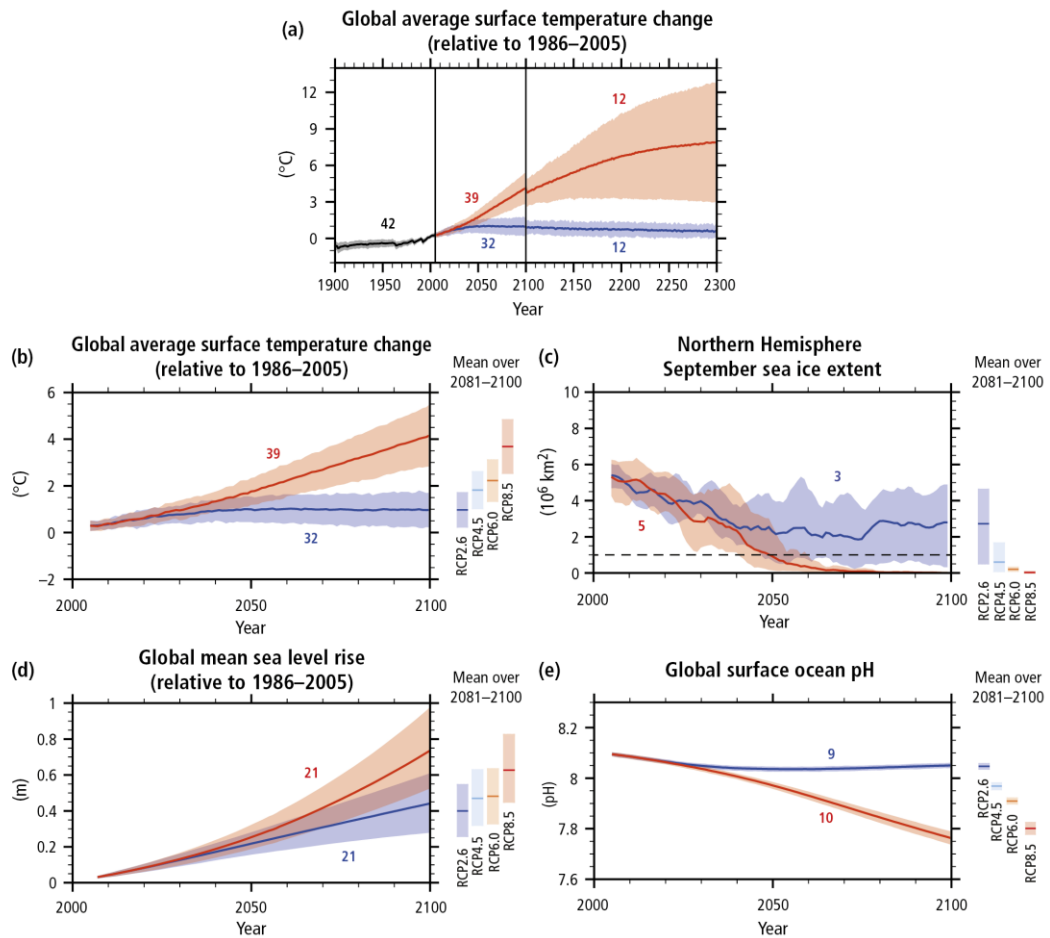 (a)
Global average surface temperature change
(relative to 1986–2005)
(°C)
12
9
6
3
0
42
39
32
12
12
1900 1950 2000 2050 2100 2150 2200 2250 2300
Year
(b)
Global average surface temperature change
(relative to 1986–2005)
Mean over
2081–2100
(°C)
6
4
2
0
−2
39
32
2000 2050 2100
Year
RCP2.6
RCP4.5
RCP6.0
RCP8.5
(c)
Northern Hemisphere
September sea ice extent
Mean over
2081–2100
(10⁶ km²)
10
8
6
4
2
0
3
5
2000 2050 2100
Year
RCP2.6
RCP4.5
RCP6.0
RCP8.5
(d)
Global mean sea level rise
(relative to 1986–2005)
Mean over
2081–2100
(m)
1
0.8
0.6
0.4
0.2
0
21
21
2000 2050 2100
Year
RCP2.6
RCP4.5
RCP6.0
RCP8.5
(e)
Global surface ocean pH
Mean over
2081–2100
(pH)
8.2
8
7.8
7.6
9
10
2000 2050 2100
Year
RCP2.6
RCP4.5
RCP6.0
RCP8.5